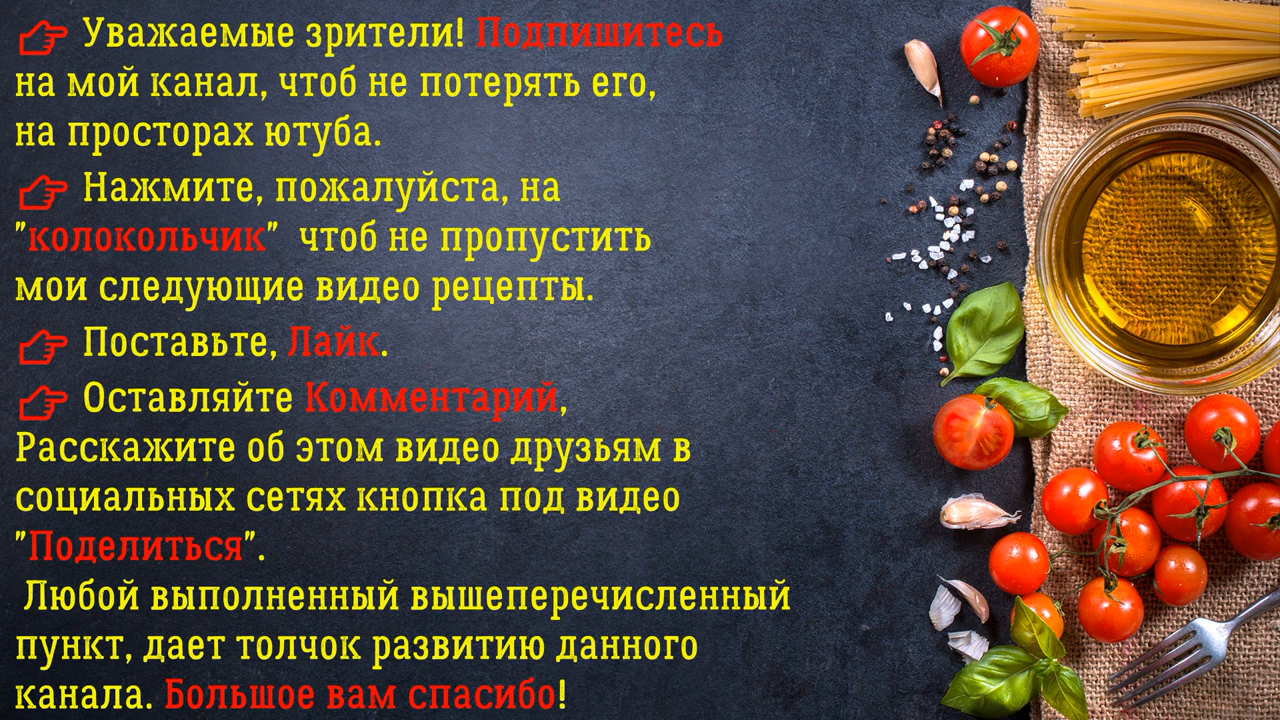 Уважаемые зрители! Подпишитесь
на мой канал, чтоб не потерять его,
на просторах ютуба.
Нажмите, пожалуйста, на
"колокольчик" чтоб не пропустить
мои следующие видео рецепты.
Поставьте, Лайк.
Оставляйте Комментарий,
Расскажите об этом видео друзьям в
социальных сетях кнопка под видео
"Поделиться".
Любой выполненный вышеперечисленный
пункт, дает толчок развитию данного
канала. Большое вам спасибо!